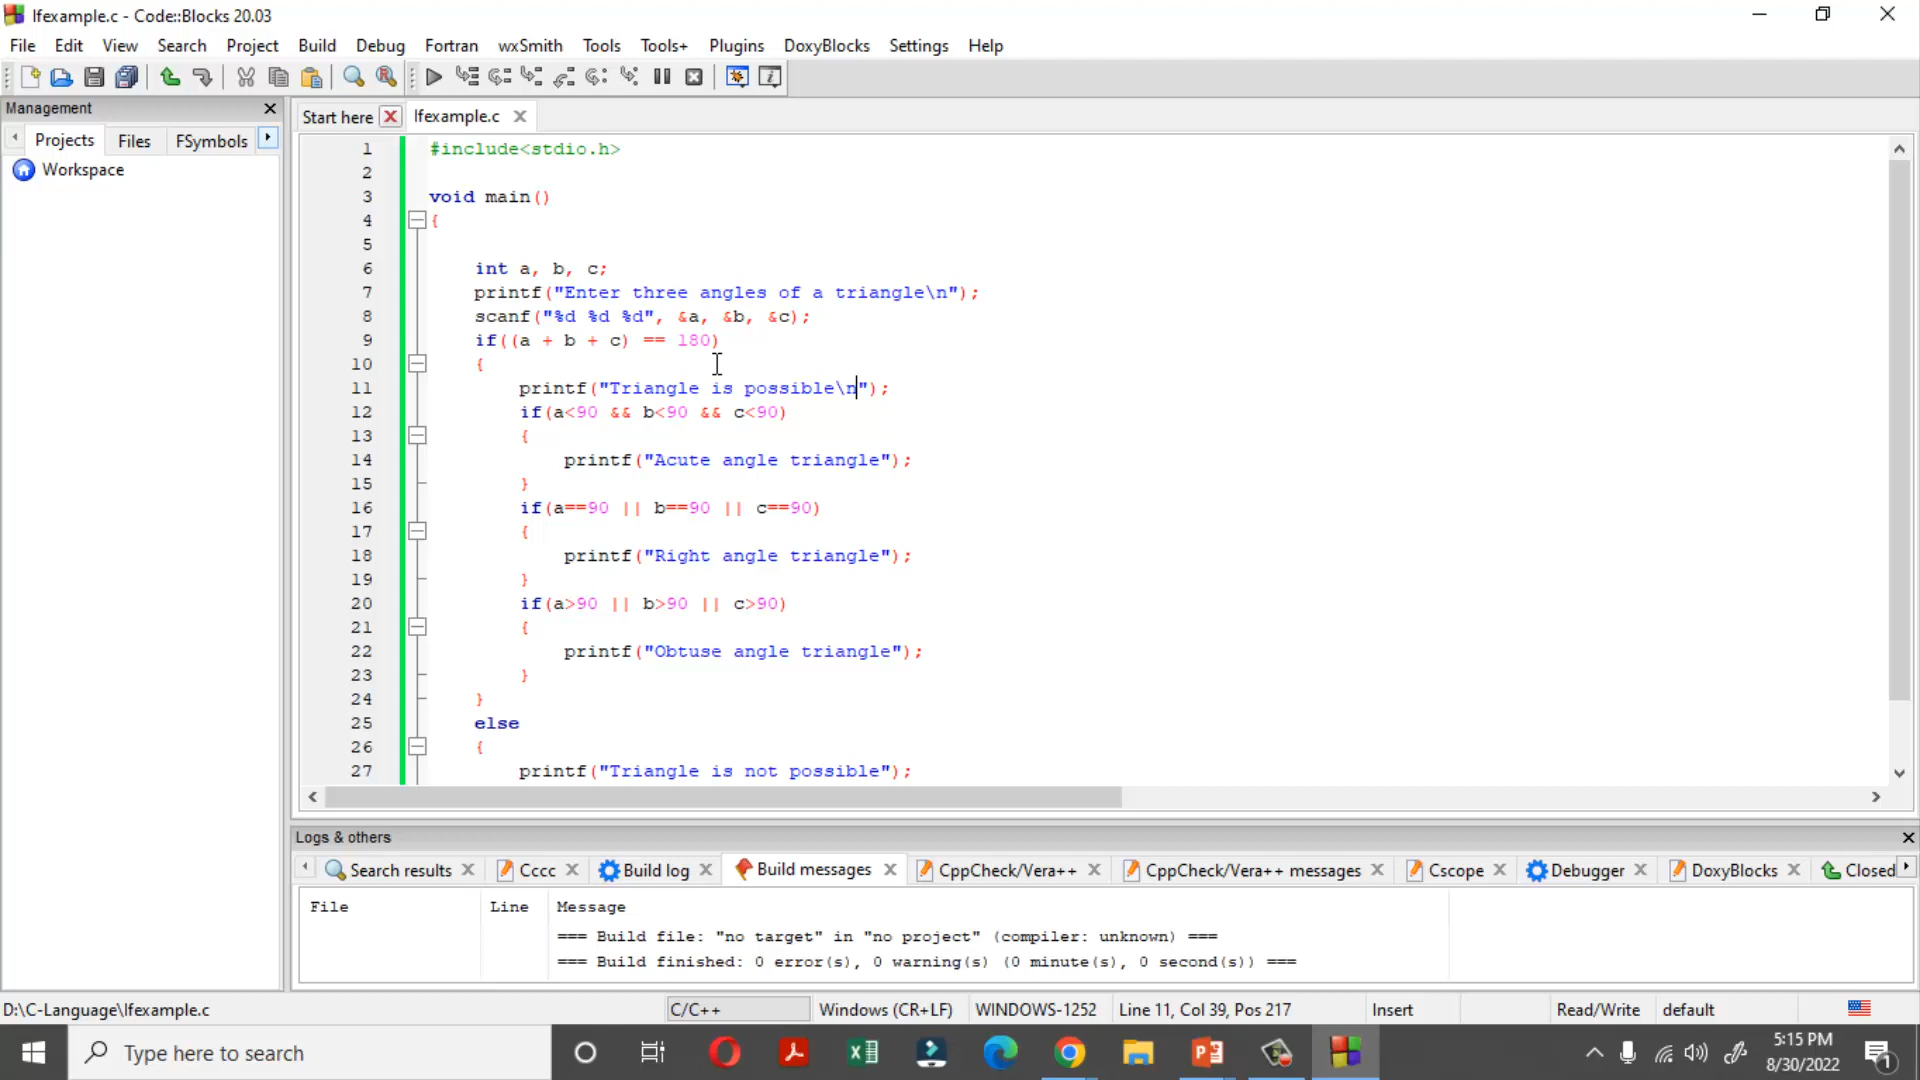 lfexample.c - Code::Blocks 20.03
File Edit View Search Project Build Debug Fortran wxSmith Tools Tools+ Plugins DoxyBlocks Settings Help
Management
Projects Files FSymbols
Workspace
Start here lfexample.c
1 #include<stdio.h>
2
3 void main()
4 {
5
6 int a, b, c;
7 printf("Enter three angles of a triangle\n");
8 scanf("%d %d %d", &a, &b, &c);
9 if((a + b + c) == 180)
10 {
11 printf("Triangle is possible\n");
12 if(a<90 && b<90 && c<90)
13 {
14 printf("Acute angle triangle");
15 }
16 if(a==90 || b==90 || c==90)
17 {
18 printf("Right angle triangle");
19 }
20 if(a>90 || b>90 || c>90)
21 {
22 printf("Obtuse angle triangle");
23 }
24 }
25 else
26 {
27 printf("Triangle is not possible");
Logs & others
Search results Cccc Build log Build messages CppCheck/Vera++ CppCheck/Vera++ messages Cscope Debugger DoxyBlocks Closed
File Line Message
=== Build file: "no target" in "no project" (compiler: unknown) ===
=== Build finished: 0 error(s), 0 warning(s) (0 minute(s), 0 second(s)) ===
D:\C-Language\lfexample.c C/C++ Windows (CR+LF) WINDOWS-1252 Line 11, Col 39, Pos 217 Insert Read/Write default
Type here to search
5:15 PM
8/30/2022
1